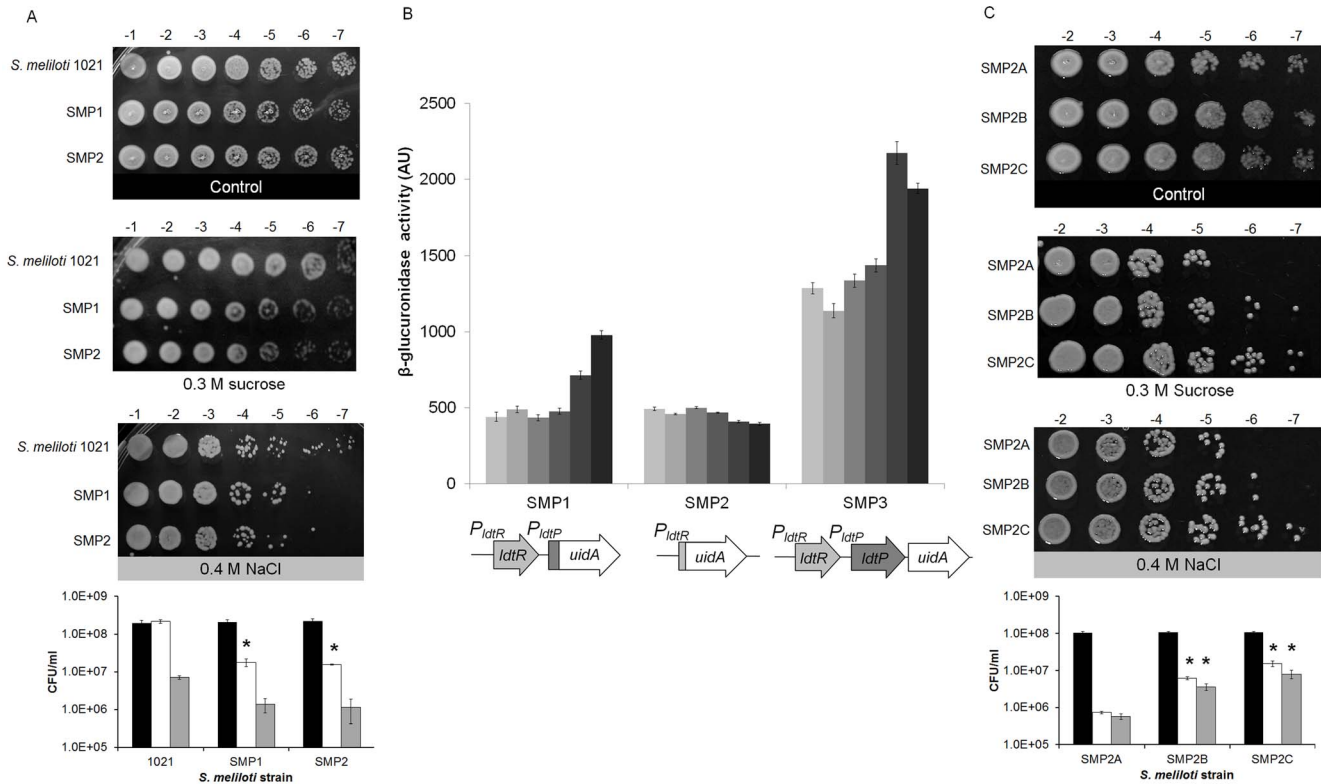 A
-1 -2 -3 -4 -5 -6 -7
S. meliloti 1021
SMP1
SMP2
Control
-1 -2 -3 -4 -5 -6 -7
S. meliloti 1021
SMP1
SMP2
0.3 M sucrose
-1 -2 -3 -4 -5 -6 -7
S. meliloti 1021
SMP1
SMP2
0.4 M NaCl
1.0E+09
1.0E+08
1.0E+07
1.0E+06
1.0E+05
CFU/ml
* *
1021 SMP1 SMP2
S. meliloti strain
B
2500
2000
1500
1000
500
0
β-glucuronidase activity (AU)
SMP1 SMP2 SMP3
PldtR PldtP PldtR PldtR PldtP
ldtR uidA uidA ldtR ldtP uidA
C
-2 -3 -4 -5 -6 -7
SMP2A
SMP2B
SMP2C
Control
-2 -3 -4 -5 -6 -7
SMP2A
SMP2B
SMP2C
0.3 M Sucrose
-2 -3 -4 -5 -6 -7
SMP2A
SMP2B
SMP2C
0.4 M NaCl
1.0E+09
1.0E+08
1.0E+07
1.0E+06
1.0E+05
CFU/ml
* * * *
SMP2A SMP2B SMP2C
S. meliloti strain